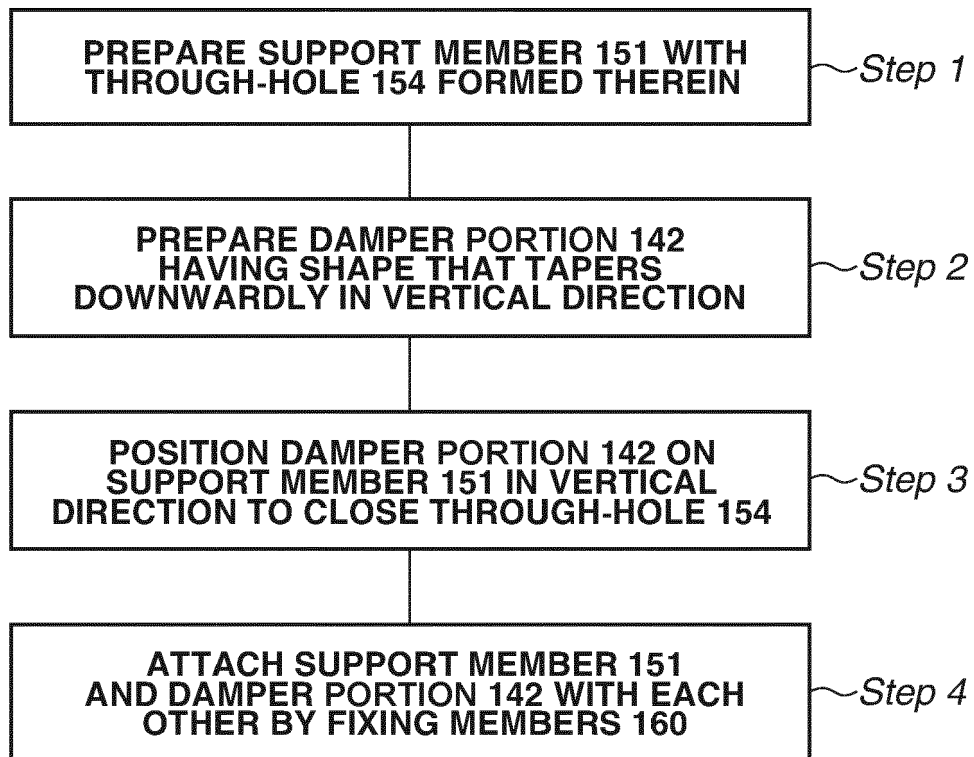 PREPARE SUPPORT MEMBER 151 WITH
THROUGH-HOLE 154 FORMED THEREIN
Step 1
PREPARE DAMPER PORTION 142
HAVING SHAPE THAT TAPERS
DOWNWARDLY IN VERTICAL DIRECTION
Step 2
POSITION DAMPER PORTION 142 ON
SUPPORT MEMBER 151 IN VERTICAL
DIRECTION TO CLOSE THROUGH-HOLE 154
Step 3
ATTACH SUPPORT MEMBER 151
AND DAMPER PORTION 142 WITH EACH
OTHER BY FIXING MEMBERS 160
Step 4